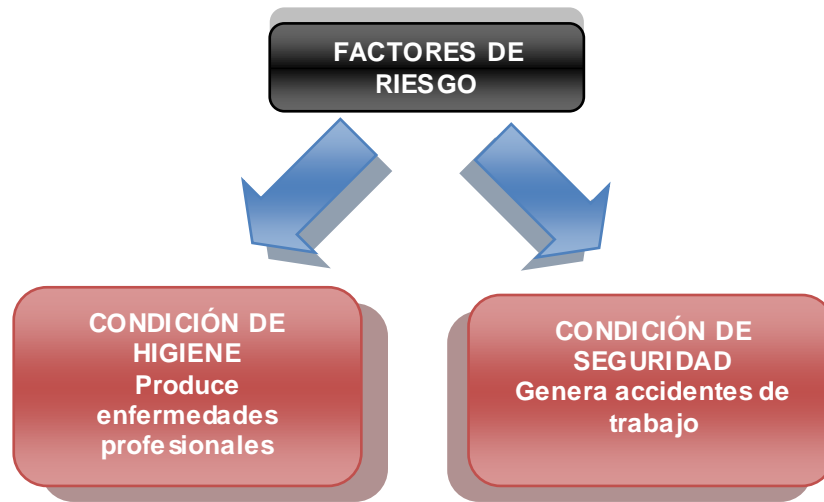 FACTORES DE
RIESGO
CONDICIÓN DE
HIGIENE
Produce
enfermedades
profesionales
CONDICIÓN DE
SEGURIDAD
Genera accidentes de
trabajo